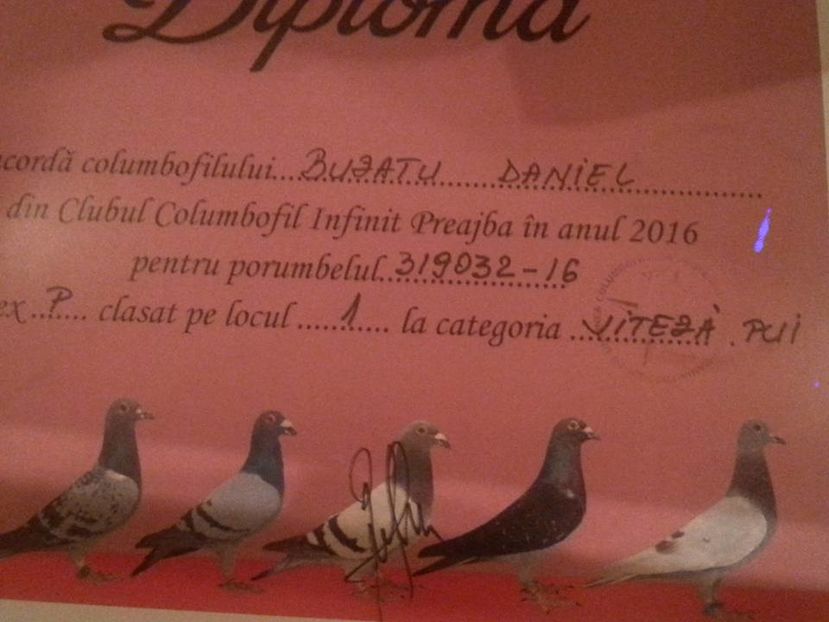 Diploma
acordă columbofilului...BUZATU DANIEL
din Clubul Columbofil Infinit Preajba în anul 2016
pentru porumbelul 319032-16
ex P clasat pe locul 1 la categoria VITEZĂ PUI